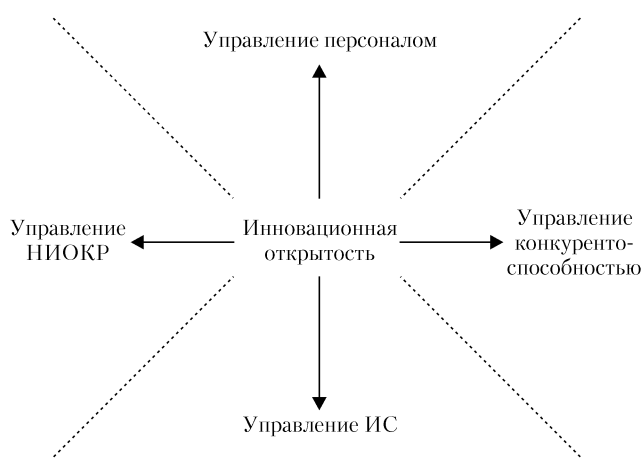 Управление персоналом
Управление
НИОКР
Инновационная
открытость
Управление
конкуренто-
способностью
Управление ИС